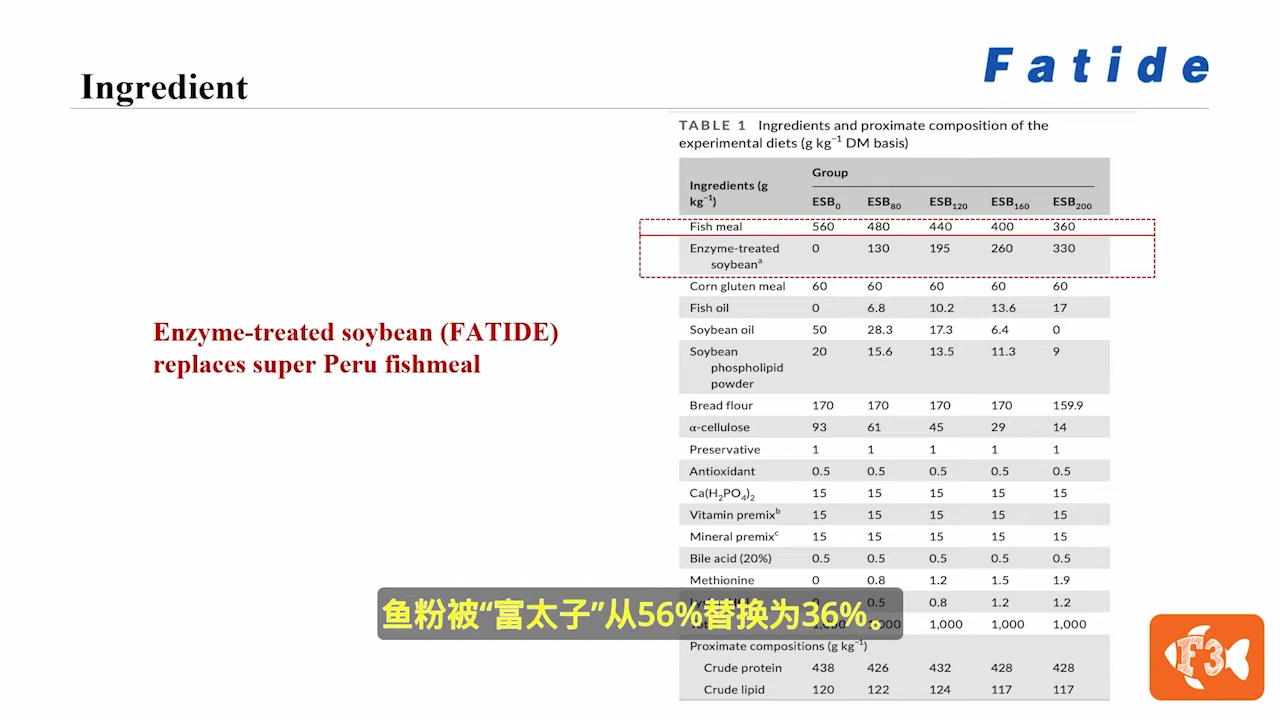 Fatide
Ingredient
TABLE 1 Ingredients and proximate composition of the
experimental diets (g kg⁻¹ DM basis)
Group
Ingredients (g
kg⁻¹) ESB₀ ESB₈₀ ESB₁₂₀ ESB₁₆₀ ESB₂₀₀
Fish meal 560 480 440 400 360
Enzyme-treated 0 130 195 260 330
soybeanᵃ
Corn gluten meal 60 60 60 60 60
Fish oil 0 6.8 10.2 13.6 17
Soybean oil 50 28.3 17.3 6.4 0
Soybean 20 15.6 13.5 11.3 9
phospholipid
powder
Bread flour 170 170 170 170 159.9
α-cellulose 93 61 45 29 14
Preservative 1 1 1 1 1
Antioxidant 0.5 0.5 0.5 0.5 0.5
Ca(H₂PO₄)₂ 15 15 15 15 15
Vitamin premixᵇ 15 15 15 15 15
Mineral premixᶜ 15 15 15 15 15
Bile acid (20%) 0.5 0.5 0.5 0.5 0.5
Methionine 0 0.8 1.2 1.5 1.9
0.5 0.8 1.2 1.2
1,000 1,000 1,000
Proximate compositions (g kg⁻¹)
Crude protein 438 426 432 428 428
Crude lipid 120 122 124 117 117
Enzyme-treated soybean (FATIDE)
replaces super Peru fishmeal
鱼粉被“富太子”从56%替换为36%。
F3